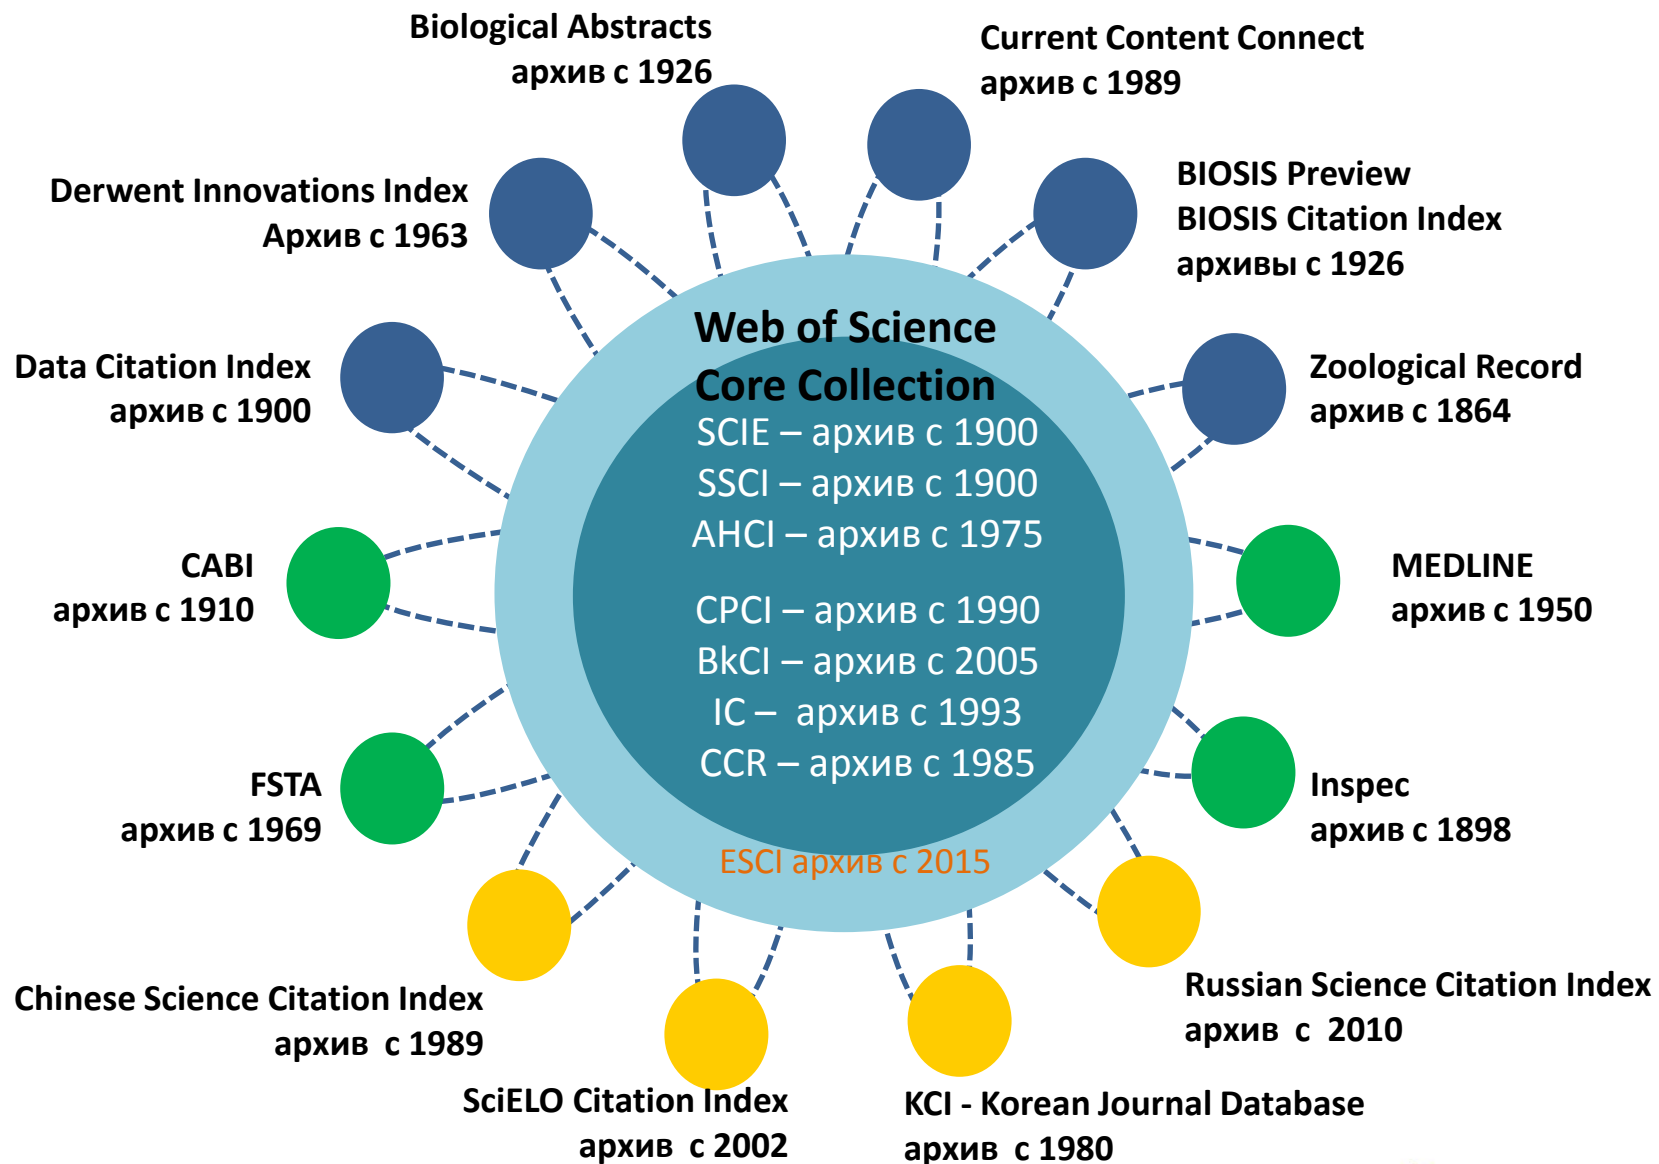 Biological Abstracts
архив с 1926
Current Content Connect
архив с 1989
Derwent Innovations Index
Архив с 1963
BIOSIS Preview
BIOSIS Citation Index
архивы с 1926
Data Citation Index
архив с 1900
Zoological Record
архив с 1864
Web of Science
Core Collection
SCIE – архив с 1900
SSCI – архив с 1900
AHCI – архив с 1975
CPCI – архив с 1990
BkCI – архив с 2005
IC – архив с 1993
CCR – архив с 1985
ESCI архив с 2015
CABI
архив с 1910
MEDLINE
архив с 1950
FSTA
архив с 1969
Inspec
архив с 1898
Chinese Science Citation Index
архив с 1989
Russian Science Citation Index
архив с 2010
SciELO Citation Index
архив с 2002
KCI - Korean Journal Database
архив с 1980